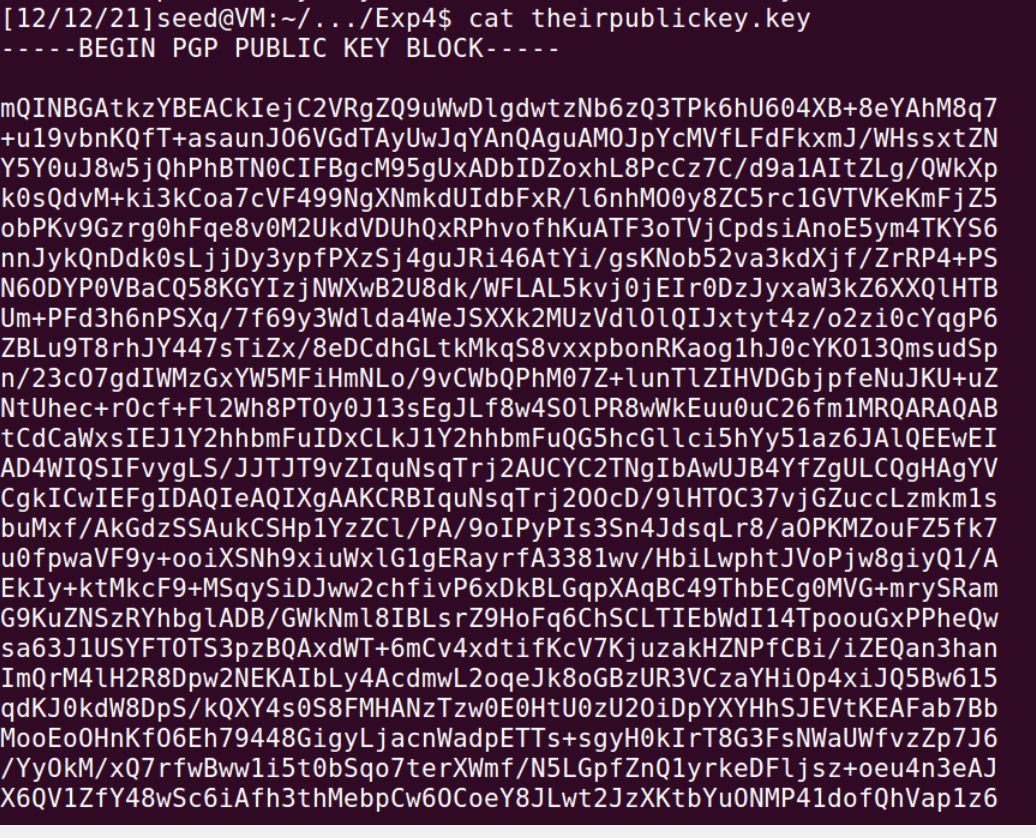 [12/12/21]seed@VM:~/.../Exp4$ cat theirpublickey.key
-----BEGIN PGP PUBLIC KEY BLOCK-----
mQINBGAtkzYBEACkIejC2VRgZQ9uWwDlgdwtzNb6zQ3TPk6hU604XB+8eYAhM8q7
+u19vbnKQfT+asaunJO6VGdTAyUwJqYAnQAguAMOJpYcMVfLFdFkxmJ/WHssxtZN
Y5Y0uJ8w5jQhPhBTN0CIFBgcM95gUxADbIDZoxhL8PcCz7C/d9a1AItZLg/QWkXp
k0sQdvM+ki3kCoa7cVF499NgXNmkdUIdbFxR/l6nhMO0y8ZC5rc1GVTVKeKmFjZ5
obPKv9Gzrg0hFqe8v0M2UkdVDUhQxRPhvofhKuATF3oTVjCpdsiAnoE5ym4TKYS6
nnJykQnDdk0sLjjDy3ypfPXzSj4guJRi46AtYi/gsKNob52va3kdXjf/ZrRP4+PS
N6ODYP0VBaCQ58KGYIzjNWXwB2U8dk/WFLAL5kvj0jEIr0DzJyxaW3kZ6XXQlHTB
Um+PFd3h6nPSXq/7f69y3Wdlda4WeJSXXk2MUzVdlOlQIJxtyt4z/o2zi0cYqgP6
ZBLu9T8rhJY447sTiZx/8eDCdhGLtkMkqS8vxxpbonRKaog1hJ0cYKO13QmsudSp
n/23cO7gdIWMzGxYW5MFiHmNLo/9vCWbQPhM07Z+lunTlZIHVDGbjpfeNuJKU+uZ
NtUhec+rOcf+Fl2Wh8PTOy0J13sEgJLf8w4SOlPR8wWkEuu0uC26fm1MRQARAQAB
tCdCaWxsIEJ1Y2hhbmFuIDxCLkJ1Y2hhbmFuQG5hcGllci5hYy51az6JAlQEEwEI
AD4WIQSIFvygLS/JJTJT9vZIquNsqTrj2AUCYC2TNgIbAwUJB4YfZgULCQgHAgYV
CgkICwIEFgIDAQIeAQIXgAAKCRBIquNsqTrj2OOcD/9lHTOC37vjGZuccLzmkm1s
buMxf/AkGdzSSAukCSHp1YzZCl/PA/9oIPyPIs3Sn4JdsqLr8/aOPKMZouFZ5fk7
u0fpwaVF9y+ooiXSNh9xiuWxlG1gERayrfA3381wv/HbiLwphtJVoPjw8giyQ1/A
EkIy+ktMkcF9+MSqySiDJww2chfivP6xDkBLGqpXAqBC49ThbECg0MVG+mrySRam
G9KuZNSzRYhbglADB/GWkNml8IBLsrZ9HoFq6ChSCLTIEbWdI14TpoouGxPPheQw
sa63J1USYFTOTS3pzBQAxdWT+6mCv4xdtifKcV7KjuzakHZNPfCBi/iZEQan3han
ImQrM4lH2R8Dpw2NEKAIbLy4AcdmwL2oqeJk8oGBzUR3VCzaYHiOp4xiJQ5Bw615
qdKJ0kdW8DpS/kQXY4s0S8FMHANzTzw0E0HtU0zU2OiDpYXYHhSJEVtKEAFab7Bb
MooEoOHnKfO6Eh79448GigyLjacnWadpETTs+sgyH0kIrT8G3FsNWaUWfvzZp7J6
/YyOkM/xQ7rfwBww1i5t0bSqo7terXWmf/N5LGpfZnQ1yrkeDFljsz+oeu4n3eAJ
X6QV1ZfY48wSc6iAfh3thMebpCw6OCoeY8JLwt2JzXKtbYuONMP41dofQhVap1z6